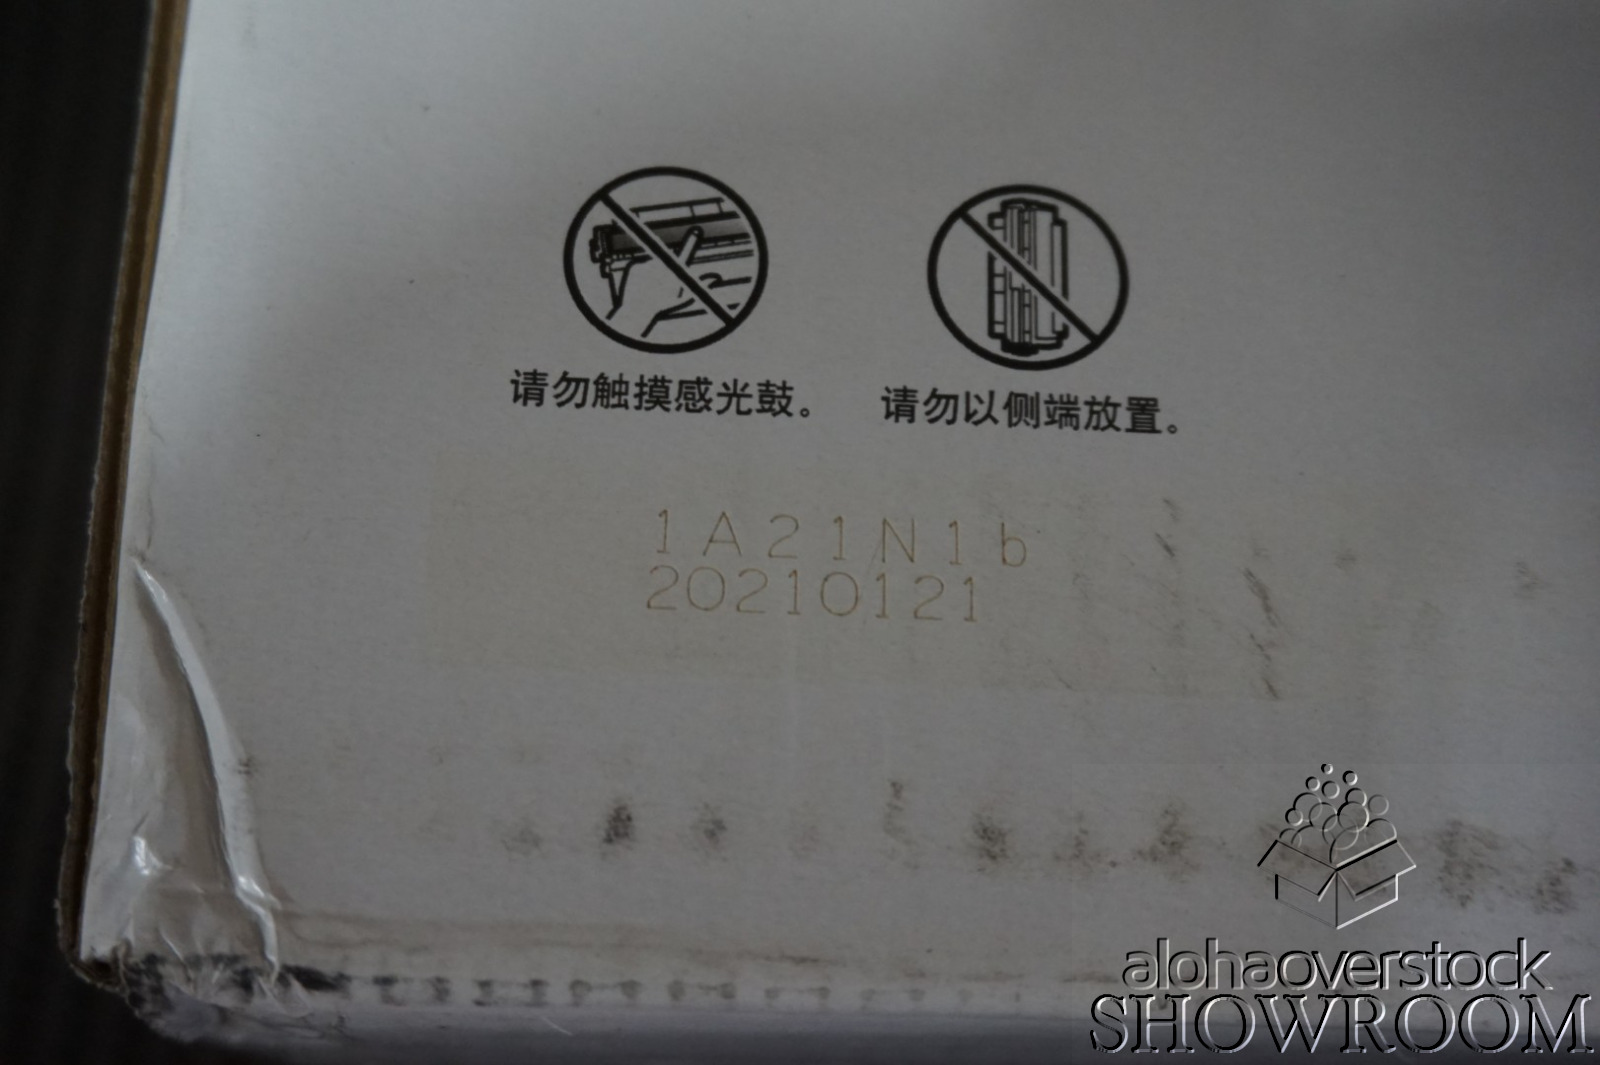 请勿触摸感光鼓。
请勿以侧端放置。
1A21N1b
20210121
alohaoverstock
SHOWROOM